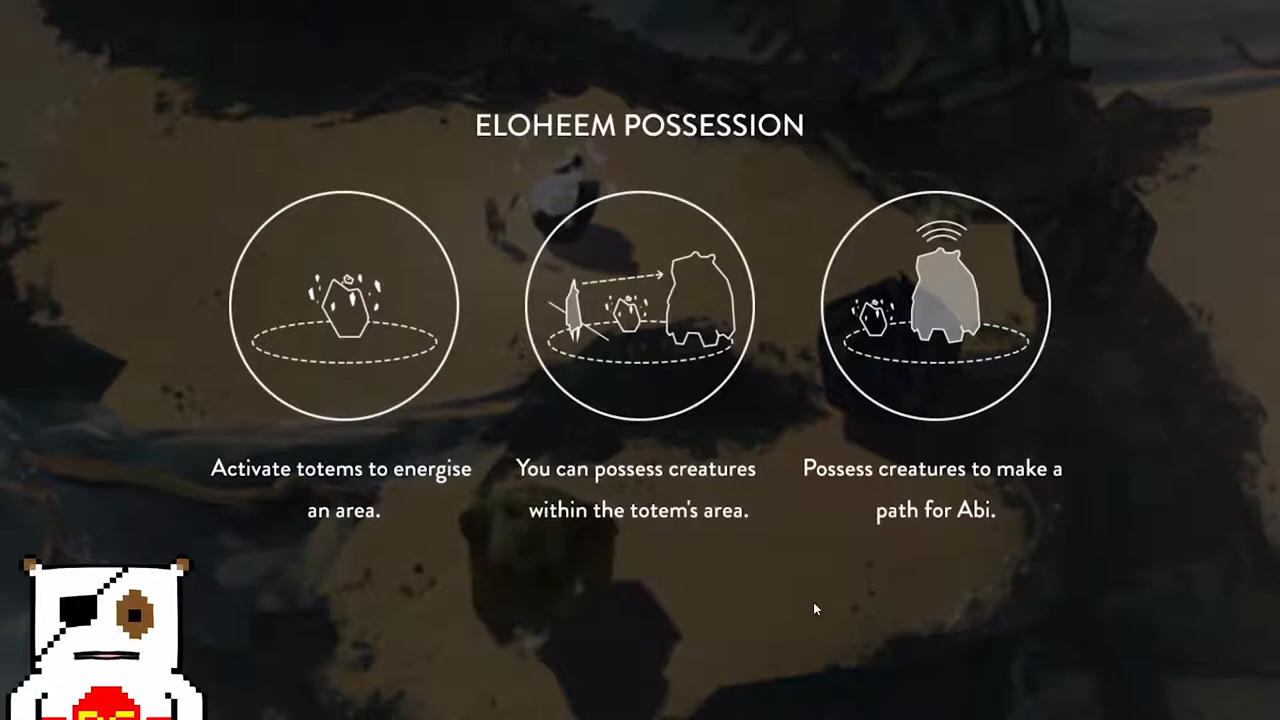 ELOHEEM POSSESSION
Activate totems to energise
an area.
You can possess creatures
within the totem's area.
Possess creatures to make a
path for Abi.